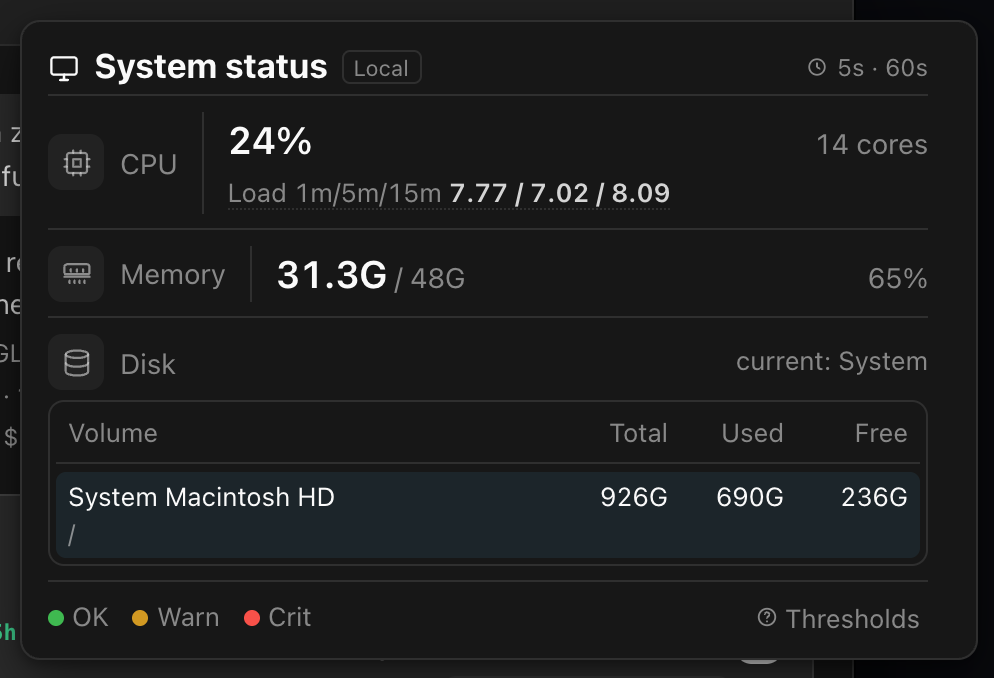 System status Local 5s · 60s
CPU 24% 14 cores
Load 1m/5m/15m 7.77 / 7.02 / 8.09
Memory 31.3G / 48G 65%
Disk current: System
Volume Total Used Free
System Macintosh HD 926G 690G 236G
/
OK Warn Crit Thresholds